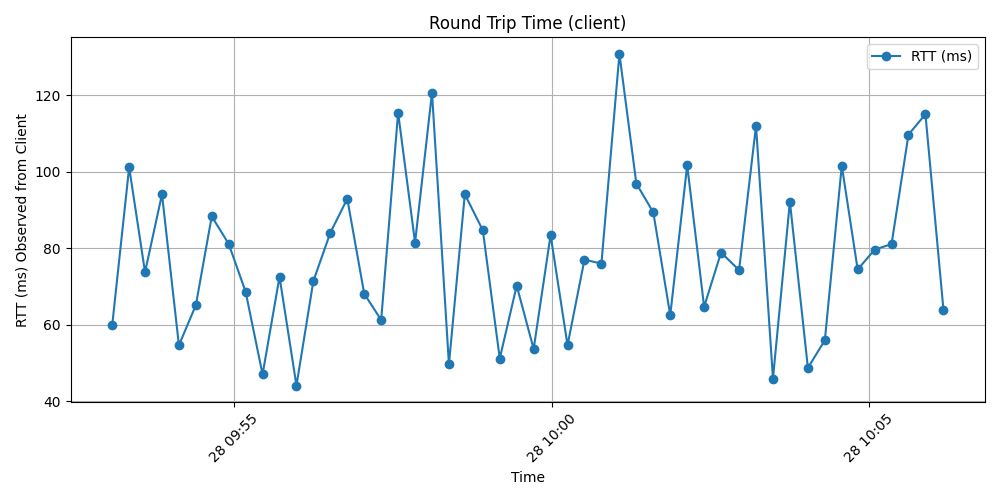 Round Trip Time (client)
RTT (ms)
RTT (ms) Observed from Client
120
100
80
60
40
28 09:55
28 10:00
28 10:05
Time